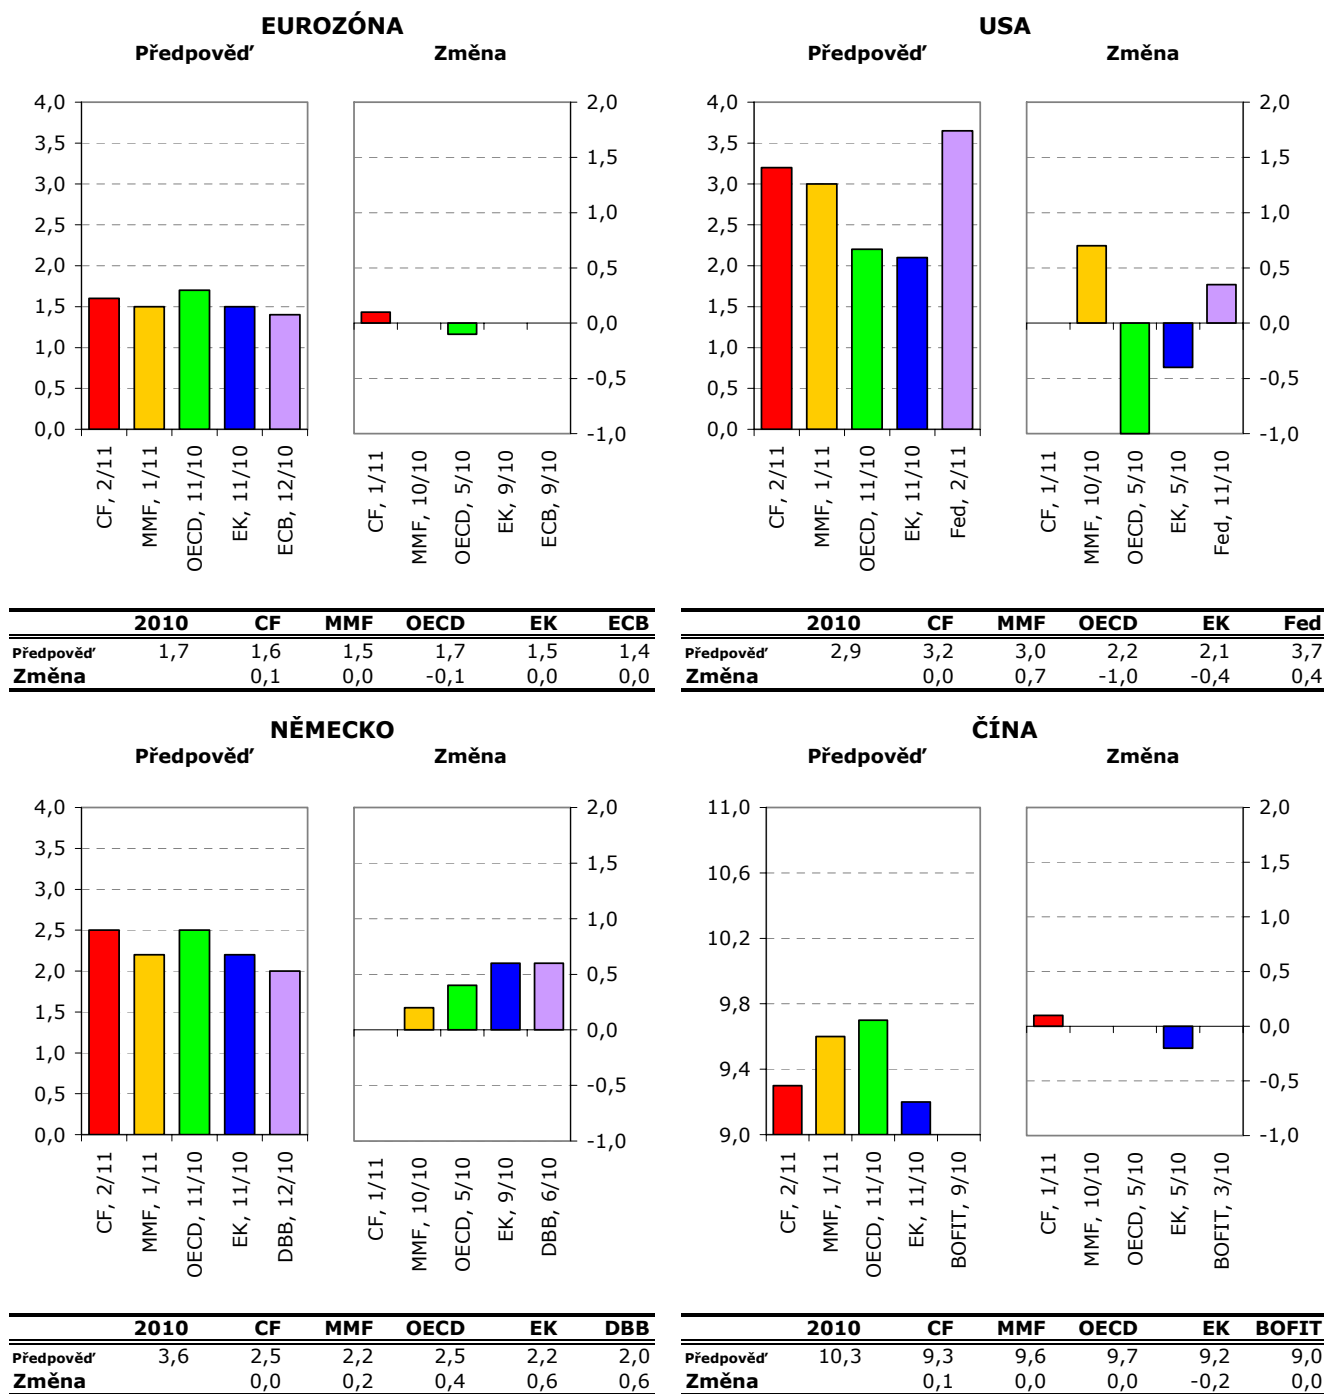 EUROZÓNA
Předpověď Změna
4,0
3,5
3,0
2,5
2,0
1,5
1,0
0,5
0,0
2,0
1,5
1,0
0,5
0,0
-0,5
-1,0
CF, 2/11
MMF, 1/11
OECD, 11/10
EK, 11/10
ECB, 12/10
CF, 1/11
MMF, 10/10
OECD, 5/10
EK, 9/10
ECB, 9/10
2010 CF MMF OECD EK ECB
Předpověď 1,7 1,6 1,5 1,7 1,5 1,4
Změna 0,1 0,0 -0,1 0,0 0,0
USA
Předpověď Změna
4,0
3,5
3,0
2,5
2,0
1,5
1,0
0,5
0,0
2,0
1,5
1,0
0,5
0,0
-0,5
-1,0
CF, 2/11
MMF, 1/11
OECD, 11/10
EK, 11/10
Fed, 2/11
CF, 1/11
MMF, 10/10
OECD, 5/10
EK, 5/10
Fed, 11/10
2010 CF MMF OECD EK Fed
Předpověď 2,9 3,2 3,0 2,2 2,1 3,7
Změna 0,0 0,7 -1,0 -0,4 0,4
NĚMECKO
Předpověď Změna
4,0
3,5
3,0
2,5
2,0
1,5
1,0
0,5
0,0
2,0
1,5
1,0
0,5
0,0
-0,5
-1,0
CF, 2/11
MMF, 1/11
OECD, 11/10
EK, 11/10
DBB, 12/10
CF, 1/11
MMF, 10/10
OECD, 5/10
EK, 9/10
DBB, 6/10
2010 CF MMF OECD EK DBB
Předpověď 3,6 2,5 2,2 2,5 2,2 2,0
Změna 0,0 0,2 0,4 0,6 0,6
ČÍNA
Předpověď Změna
11,0
10,6
10,2
9,8
9,4
9,0
2,0
1,5
1,0
0,5
0,0
-0,5
-1,0
CF, 2/11
MMF, 1/11
OECD, 11/10
EK, 11/10
BOFIT, 9/10
CF, 1/11
MMF, 10/10
OECD, 5/10
EK, 5/10
BOFIT, 3/10
2010 CF MMF OECD EK BOFIT
Předpověď 10,3 9,3 9,6 9,7 9,2 9,0
Změna 0,1 0,0 0,0 -0,2 0,0